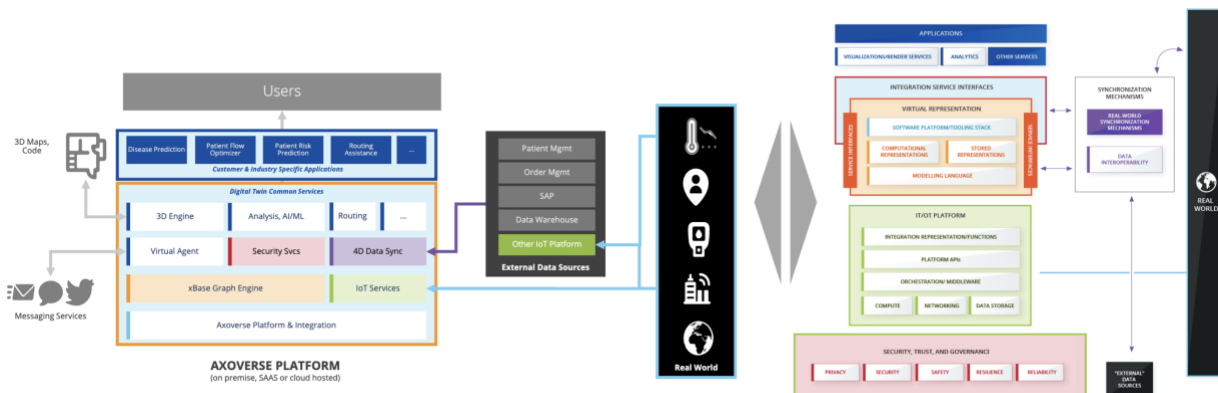 Users
3D Maps,
Code
Disease Prediction
Patient Flow
Optimizer
Patient Risk
Prediction
Routing
Assistance
...
Customer & Industry Specific Applications
Digital Twin Common Services
3D Engine
Analysis, AI/ML
Routing
...
Virtual Agent
Security Svcs
4D Data Sync
xBase Graph Engine
IoT Services
Axoverse Platform & Integration
Messaging Services
AXOVERSE PLATFORM
(on premise, SAAS or cloud hosted)
Patient Mgmt
Order Mgmt
SAP
Data Warehouse
Other IoT Platform
External Data Sources
Real World
APPLICATIONS
VISUALIZATIONS/RENDER SERVICES
ANALYTICS
OTHER SERVICES
INTEGRATION SERVICE INTERFACES
VIRTUAL REPRESENTATION
SERVICE INTERFACES
SOFTWARE PLATFORM/TOOLING STACK
COMPUTATIONAL
REPRESENTATIONS
STORED
REPRESENTATIONS
MODELLING LANGUAGE
SERVICE INTERFACES
SYNCHRONIZATION
MECHANISMS
REAL-WORLD
SYNCHRONIZATION
MECHANISMS
DATA
INTEROPERABILITY
REAL
WORLD
IT/OT PLATFORM
INTEGRATION REPRESENTATION/FUNCTIONS
PLATFORM APIs
ORCHESTRATION/ MIDDLEWARE
COMPUTE
NETWORKING
DATA STORAGE
SECURITY, TRUST, AND GOVERNANCE
PRIVACY
SECURITY
SAFETY
RESILIENCE
RELIABILITY
"EXTERNAL"
DATA
SOURCES